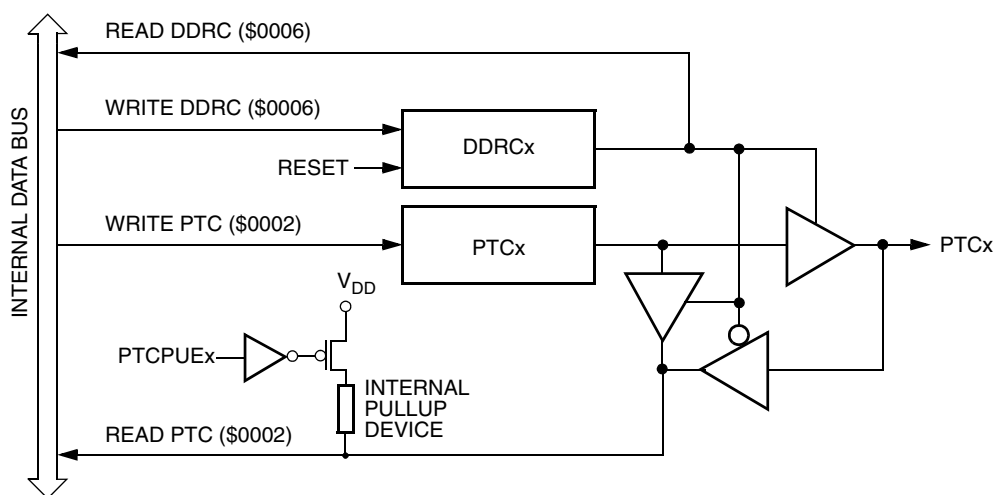 READ DDRC ($0006)
WRITE DDRC ($0006)
DDRCx
RESET
WRITE PTC ($0002)
PTCx
PTCx
INTERNAL DATA BUS
VDD
PTCPUEx
INTERNAL
PULLUP
DEVICE
READ PTC ($0002)